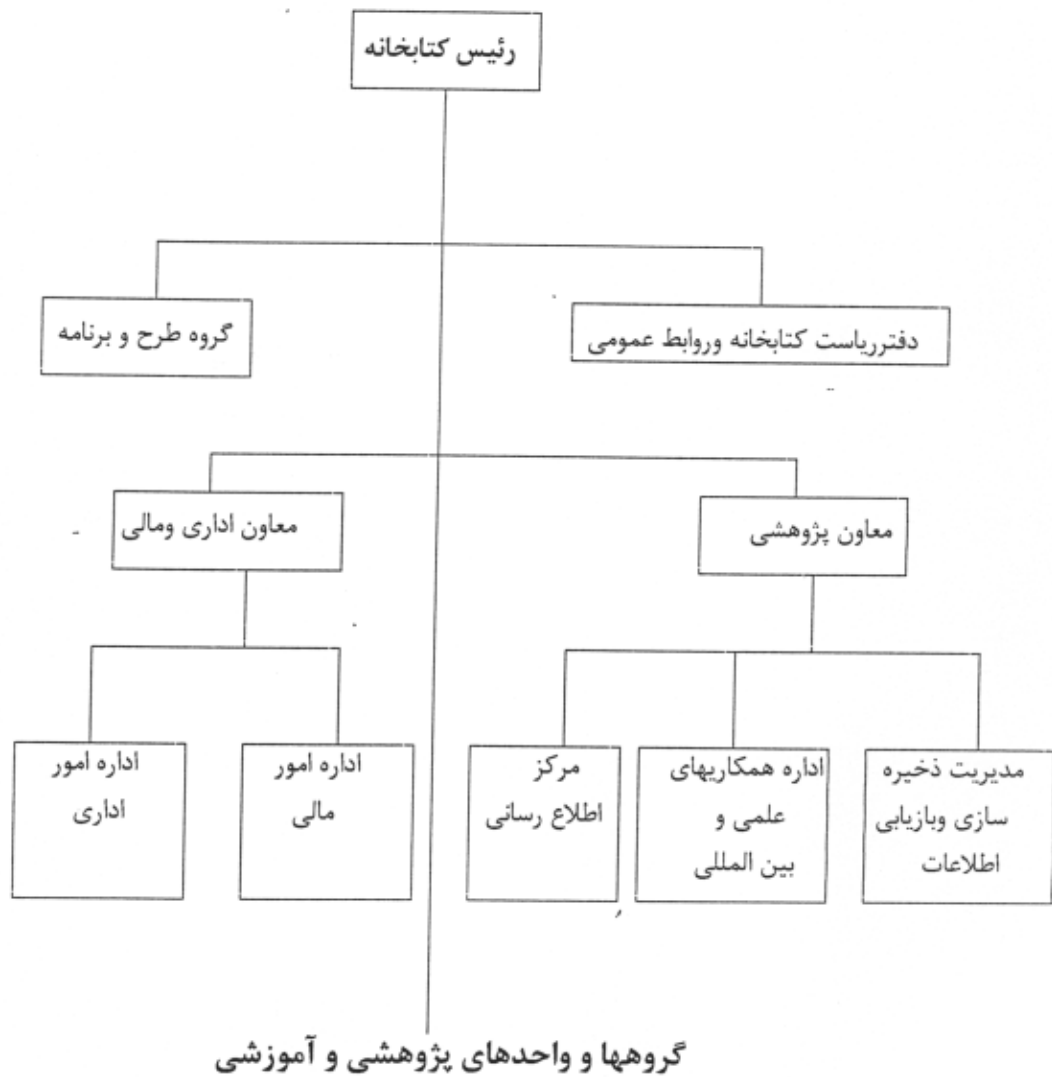 رئیس کتابخانه
دفترریاست کتابخانه وروابط عمومی
گروه طرح و برنامه
معاون پژوهشی
معاون اداری ومالی
مدیریت ذخیره
سازی وبازیابی
اطلاعات
اداره همکاریهای
علمی و
بین المللی
مرکز
اطلاع رسانی
اداره امور
مالی
اداره امور
اداری
گروهها و واحدهای پژوهشی و آموزشی